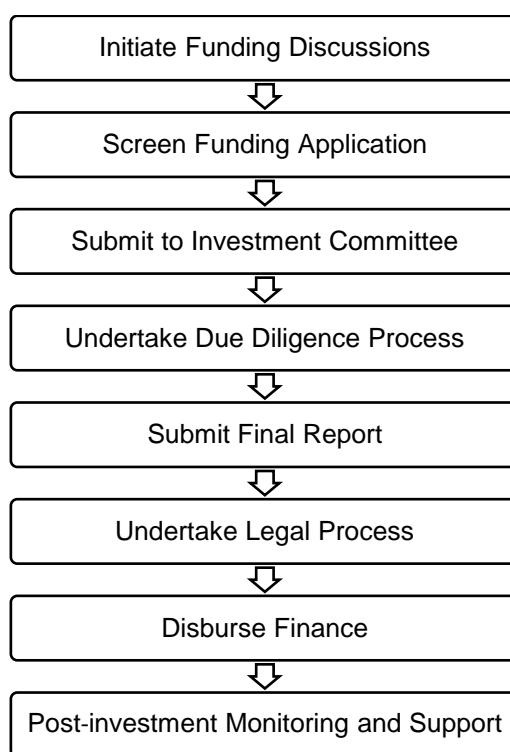 Initiate Funding Discussions
Screen Funding Application
Submit to Investment Committee
Undertake Due Diligence Process
Submit Final Report
Undertake Legal Process
Disburse Finance
Post-investment Monitoring and Support